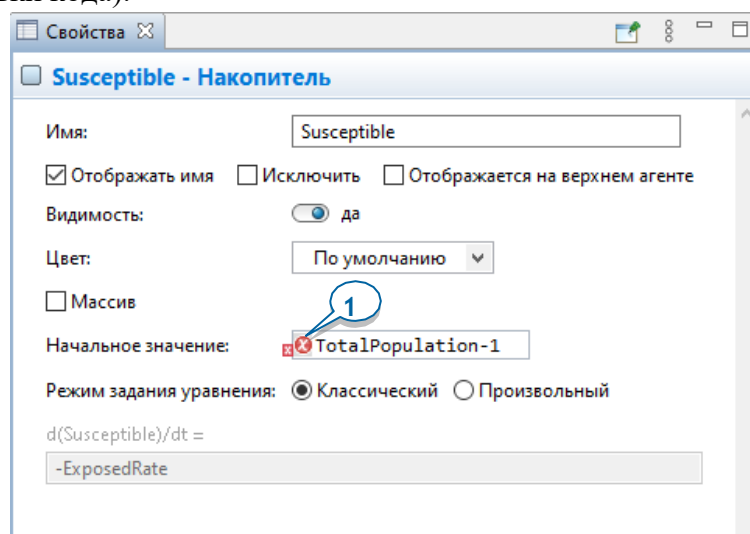 Свойства
Susceptible - Накопитель
Имя: Susceptible
Отображать имя Исключить Отображается на верхнем агенте
Видимость: да
Цвет: По умолчанию
Массив
1
Начальное значение: TotalPopulation-1
Режим задания уравнения: Классический Произвольный
d(Susceptible)/dt =
-ExposedRate